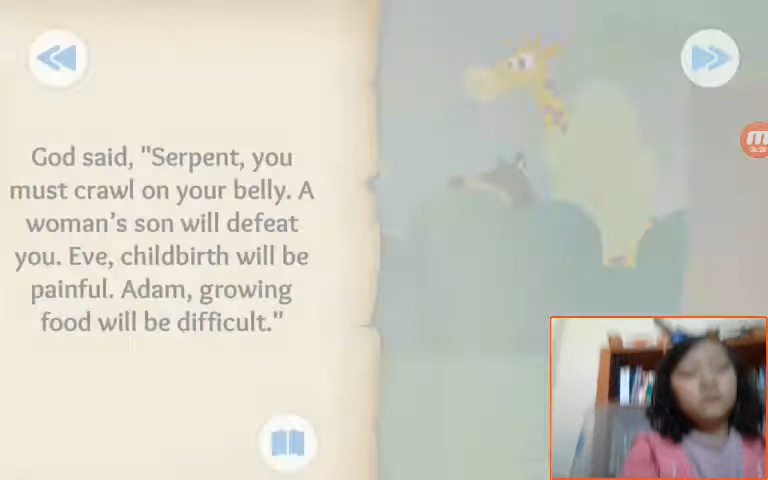 God said, "Serpent, you
must crawl on your belly. A
woman's son will defeat
you. Eve, childbirth will be
painful. Adam, growing
food will be difficult."